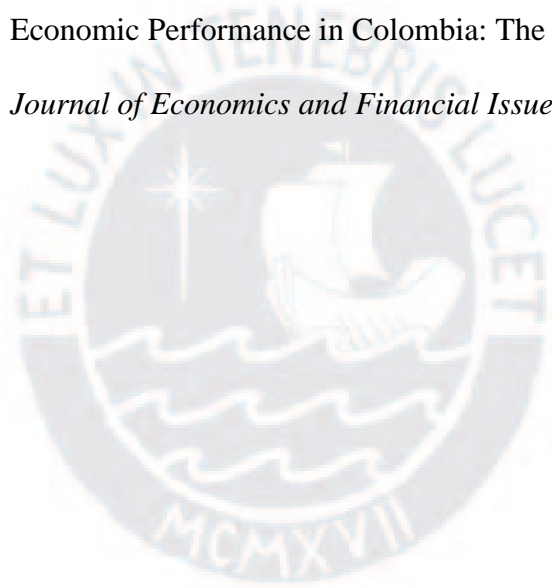 Economic Performance in Colombia: The
Journal of Economics and Financial Issue
ET LUX IN TENEBRIS LUCET
MCMXVII